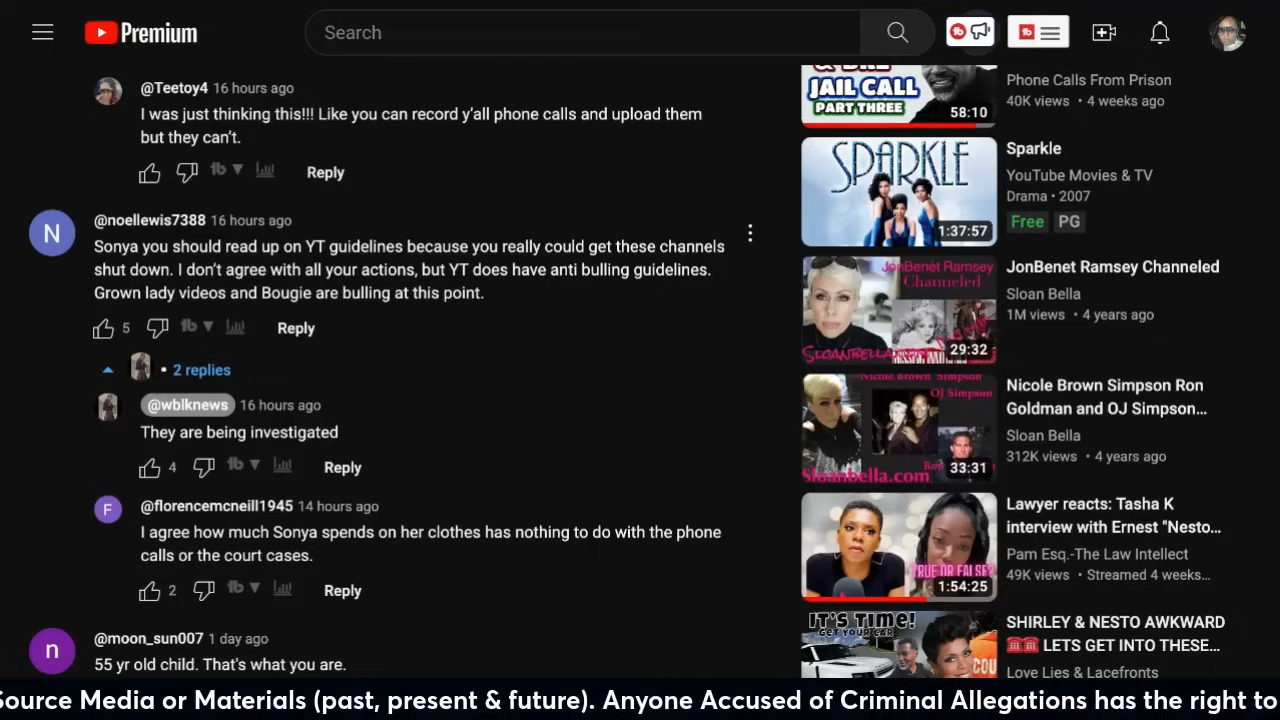 Premium
Search
@Teetoy4 16 hours ago
thinking this!!! Like you can record y'all phone calls and upload them
but they can't.
Reply
N
@noellewis7388 16 hours ago
Sonya you should read up on YT guidelines because you really could get these channels
shut down. I don't agree with all your actions, but YT does have anti bulling guidelines.
Grown lady videos and bougie are bulling at this point.
5 Reply
• 2 replies
@wblknews 16 hours ago
They are being investigated
4 Reply
F
@florencemcneill1945 14 hours ago
I agree how much Sonya spends on her clothes has nothing to do with the phone
calls or the court cases.
2 Reply
n
@moon_sun007 1 day ago
55 yr old child. That's what you are.
JAIL CALL
PART THREE
58:10
Phone Calls From Prison
40K views • 4 weeks ago
SPARKLE
1:37:57
Sparkle
YouTube Movies & TV
Drama • 2007
Free PG
JonBenét Ramsey
Channeled
29:32
JonBenet Ramsey Channeled
Sloan Bella
1M views • 4 years ago
Nicole Brown Simpson
OJ Simpson
Sloanbella.com
33:31
Nicole Brown Simpson Ron
Goldman and OJ Simpson...
Sloan Bella
312K views • 4 years ago
TRUE OR FALSE?
1:54:25
Lawyer reacts: Tasha K
interview with Ernest "Nesto...
Pam Esq.-The Law Intellect
49K views • Streamed 4 weeks...
IT'S TIME!
GET YOUR CAR
COU
SHIRLEY & NESTO AWKWARD
☎️☎️ LETS GET INTO THESE...
Love Lies & Lacefronts
Source Media or Materials (past, present & future). Anyone Accused of Criminal Allegations has the right to